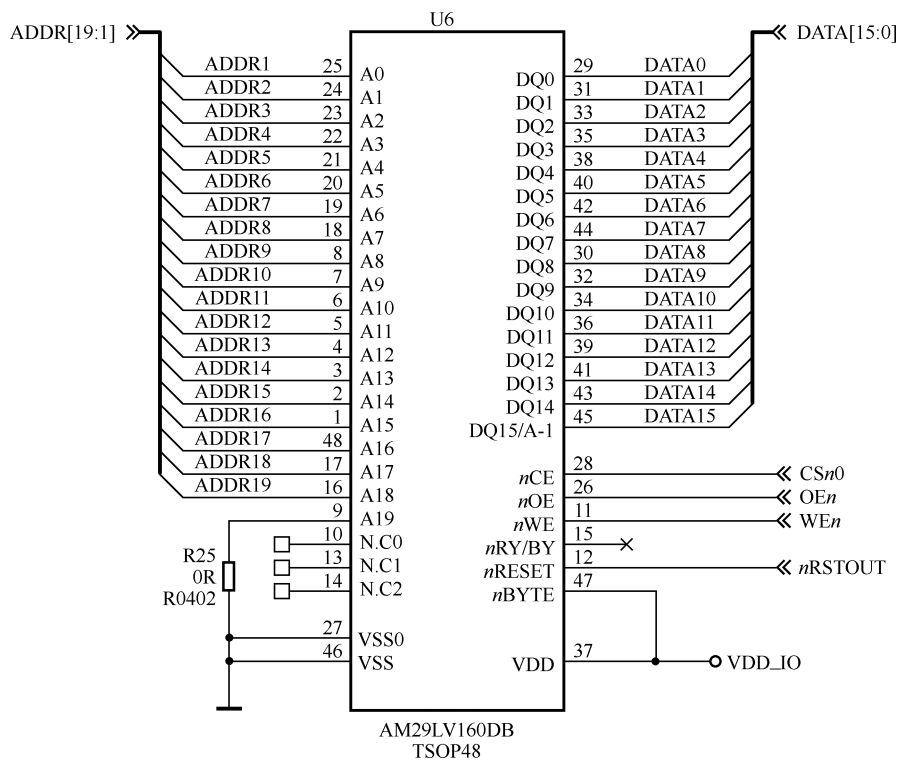 U6
ADDR[19:1] DATA[15:0]
ADDR1 25 A0 DQ0 29 DATA0
ADDR2 24 A1 DQ1 31 DATA1
ADDR3 23 A2 DQ2 33 DATA2
ADDR4 22 A3 DQ3 35 DATA3
ADDR5 21 A4 DQ4 38 DATA4
ADDR6 20 A5 DQ5 40 DATA5
ADDR7 19 A6 DQ6 42 DATA6
ADDR8 18 A7 DQ7 44 DATA7
ADDR9 8 A8 DQ8 30 DATA8
ADDR10 7 A9 DQ9 32 DATA9
ADDR11 6 A10 DQ10 34 DATA10
ADDR12 5 A11 DQ11 36 DATA11
ADDR13 4 A12 DQ12 39 DATA12
ADDR14 3 A13 DQ13 41 DATA13
ADDR15 2 A14 DQ14 43 DATA14
ADDR16 1 A15 DQ15/A-1 45 DATA15
ADDR17 48 A16
ADDR18 17 A17 nCE 28 CSn0
ADDR19 16 A18 nOE 26 OEn
9 A19 nWE 11 WEn
10 N.C0 nRY/BY 15
13 N.C1 nRESET 12 nRSTOUT
14 N.C2 nBYTE 47
R25
0R
R0402
27 VSS0
46 VSS VDD 37 VDD_IO
AM29LV160DB
TSOP48